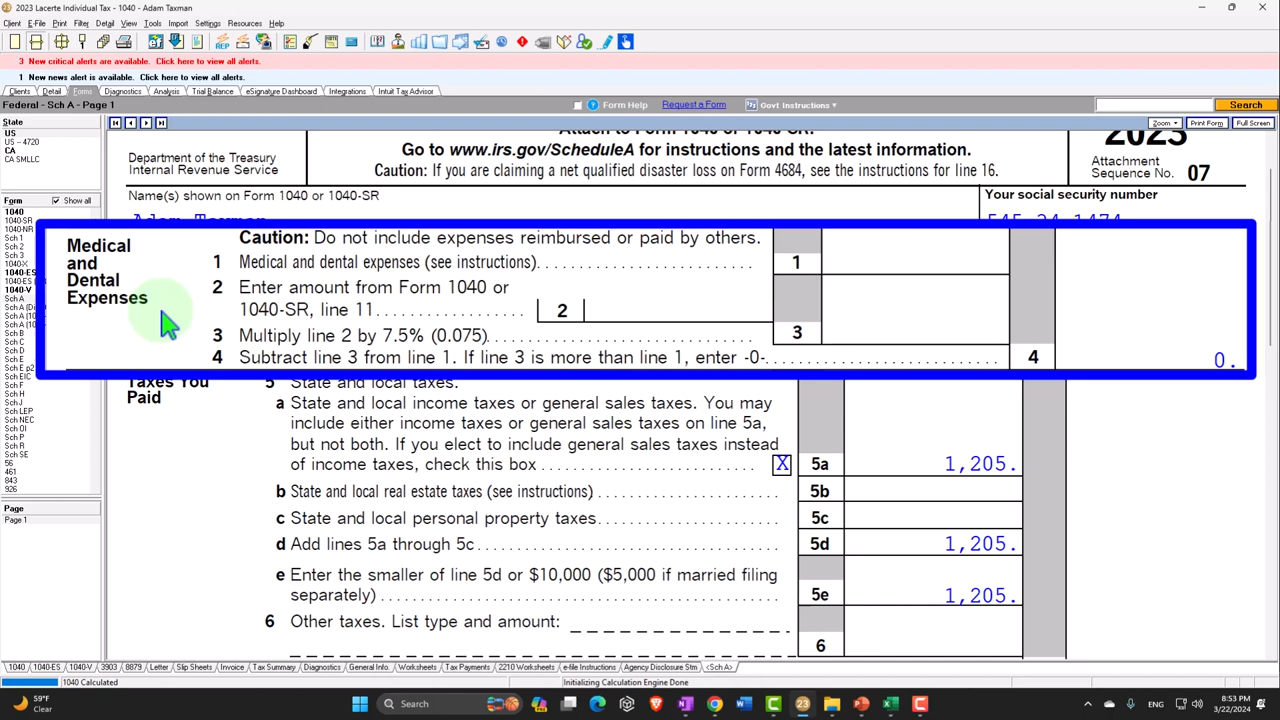 2023 Lacerte Individual Tax - 1040 - Adam Taxman
Client E-File Print Filter Detail View Tools Import Settings Resources Help
3 New critical alerts are available. Click here to view all alerts.
1 New news alert is available. Click here to view all alerts.
Clients Detail Forms Diagnostics Analysis Trial Balance eSignature Dashboard Integrations Intuit Tax Advisor
Federal - Sch A - Page 1
Form Help Request a Form Govt Instructions Search
State
US
US - 4720
CA
CA SMLLC
Form Show all
1040
1040-SR
1040-NR
Sch 1
Sch 2
Sch 3
1040-X
1040-ES
1040-ES (
1040-V
Sch A
Sch A (Di
Sch A (10
Sch A (10
Sch B
Sch C
Sch D
Sch E
Sch E p2
Sch EIC
Sch F
Sch H
Sch J
Sch LEP
Sch NEC
Sch OI
Sch P
Sch R
Sch SE
56
461
843
926
Page
Page 1
Zoom Print Form Full Screen
Attach to Form 1040 or 1040-SR.
2023
Go to www.irs.gov/ScheduleA for instructions and the latest information.
Department of the Treasury
Internal Revenue Service
Caution: If you are claiming a net qualified disaster loss on Form 4684, see the instructions for line 16.
Attachment
Sequence No. 07
Name(s) shown on Form 1040 or 1040-SR Your social security number
Adam Taxman
Medical
and
Dental
Expenses
Caution: Do not include expenses reimbursed or paid by others.
1 Medical and dental expenses (see instructions) 1
2 Enter amount from Form 1040 or
1040-SR, line 11 2
3 Multiply line 2 by 7.5% (0.075) 3
4 Subtract line 3 from line 1. If line 3 is more than line 1, enter -0- 4 0.
Taxes You
Paid
5 State and local taxes.
a State and local income taxes or general sales taxes. You may
include either income taxes or general sales taxes on line 5a,
but not both. If you elect to include general sales taxes instead
of income taxes, check this box X 5a 1,205.
b State and local real estate taxes (see instructions) 5b
c State and local personal property taxes 5c
d Add lines 5a through 5c 5d 1,205.
e Enter the smaller of line 5d or $10,000 ($5,000 if married filing
separately) 5e 1,205.
6 Other taxes. List type and amount:
6
1040 1040-ES 1040-V 3903 8879 Letter Slip Sheets Invoice Tax Summary Diagnostics General Info. Worksheets Tax Payments 2210 Worksheets e-file Instructions Agency Disclosure Stm <Sch A>
1040 Calculated Initializing Calculation Engine Done
59°F
Clear
Search
ENG
8:53 PM
3/22/2024